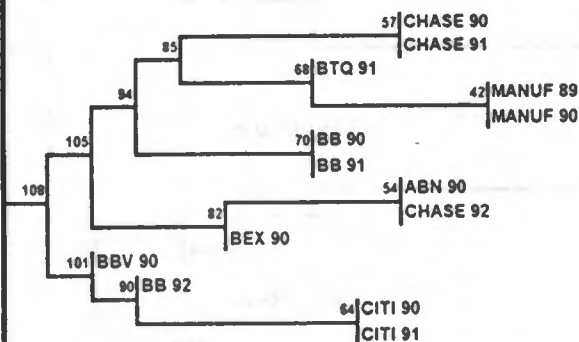 57 CHASE 90
CHASE 91
85
68 BTQ 91
42 MANUF 89
MANUF 90
94
70 BB 90
BB 91
105
54 ABN 90
CHASE 92
82
BEX 90
108
101 BBV 90
90 BB 92
64 CITI 90
CITI 91